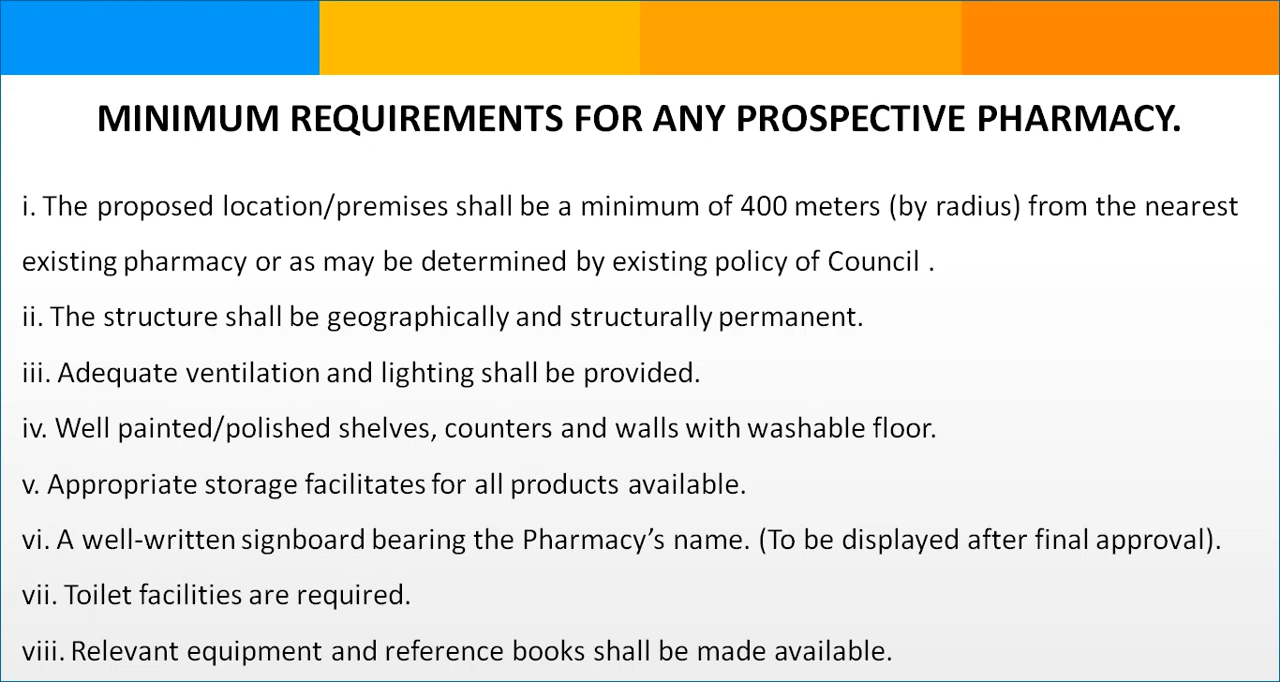 MINIMUM REQUIREMENTS FOR ANY PROSPECTIVE PHARMACY.
i. The proposed location/premises shall be a minimum of 400 meters (by radius) from the nearest
existing pharmacy or as may be determined by existing policy of Council .
ii. The structure shall be geographically and structurally permanent.
iii. Adequate ventilation and lighting shall be provided.
iv. Well painted/polished shelves, counters and walls with washable floor.
v. Appropriate storage facilitates for all products available.
vi. A well-written signboard bearing the Pharmacy’s name. (To be displayed after final approval).
vii. Toilet facilities are required.
viii. Relevant equipment and reference books shall be made available.